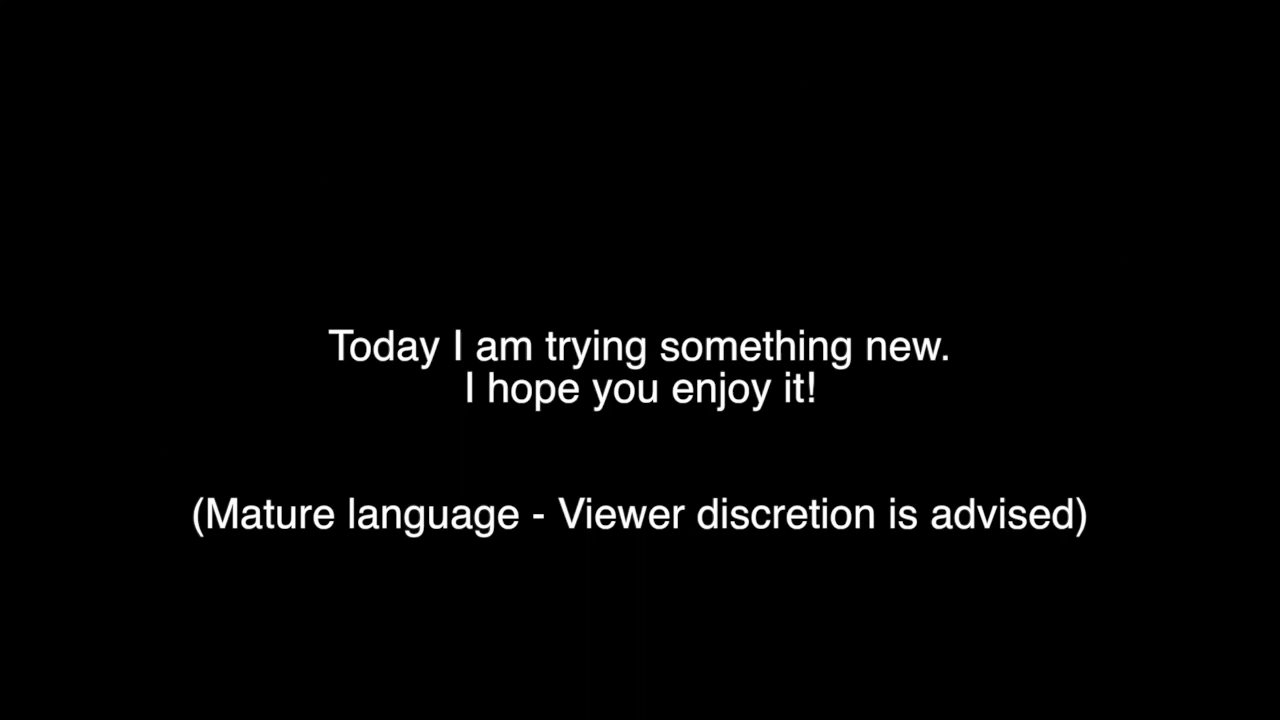 Today I am trying something new.
I hope you enjoy it!
(Mature language - Viewer discretion is advised)